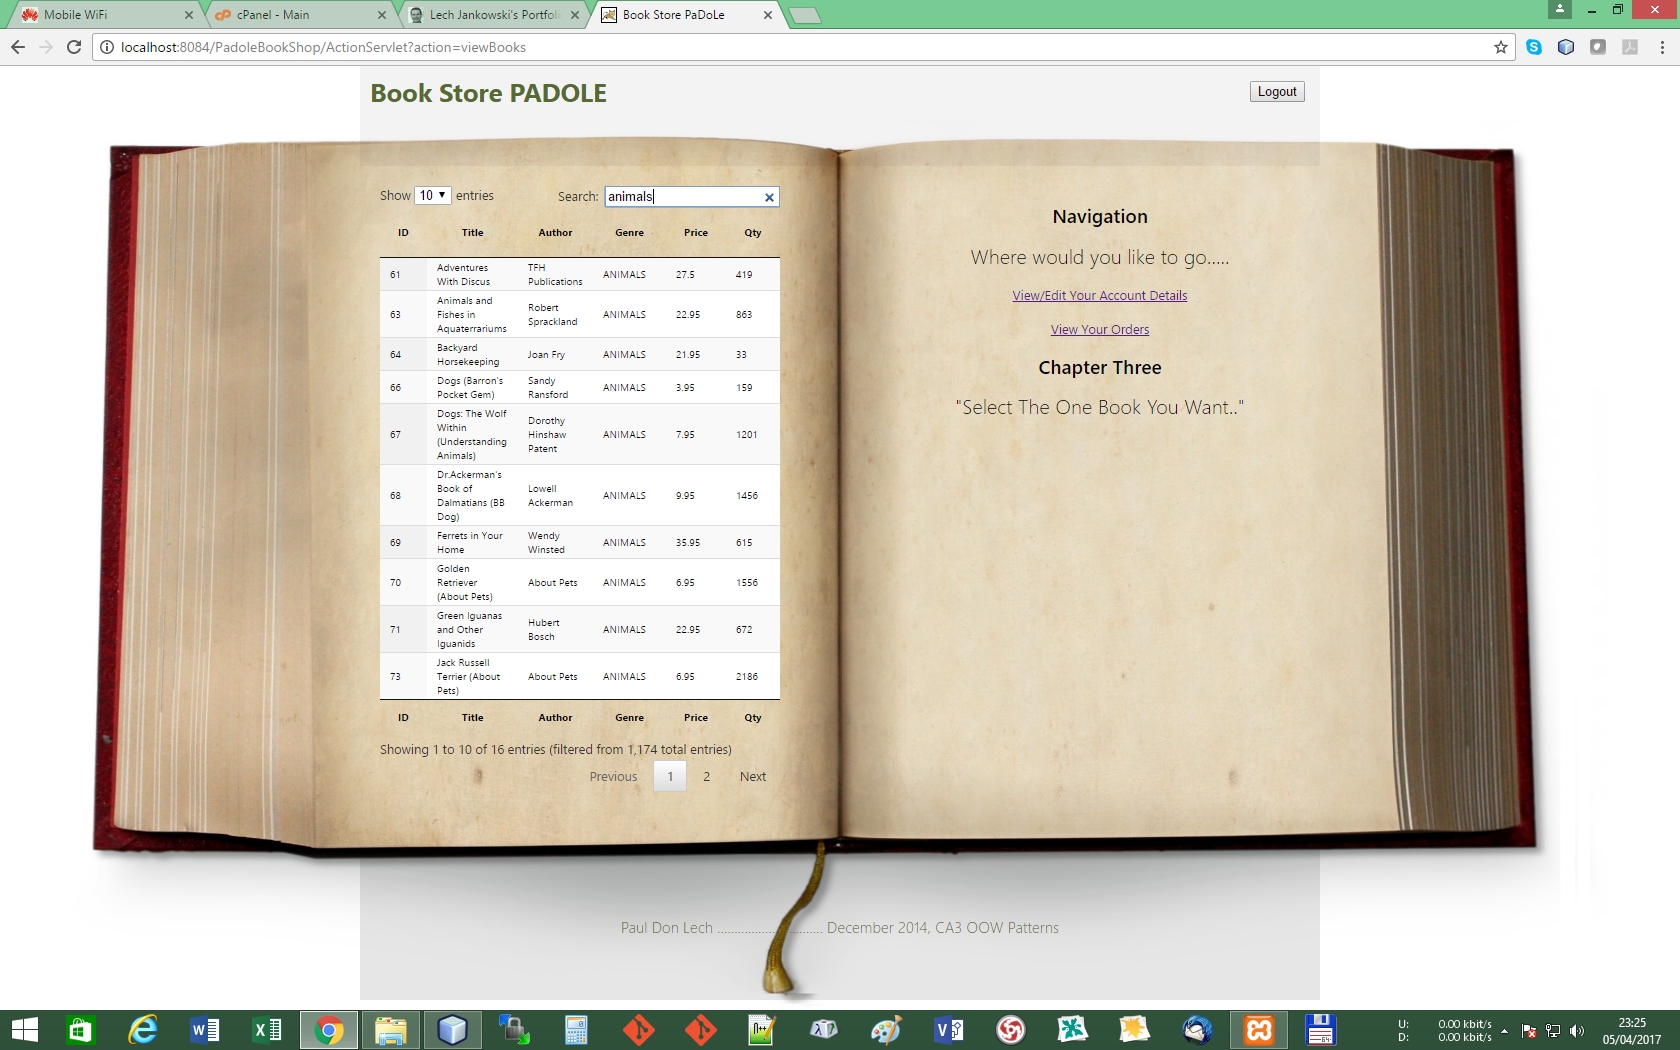 Mobile WiFi
cPanel - Main
Lech Jankowski's Portfoli
Book Store PaDoLe
localhost:8084/PadoleBookShop/ActionServlet?action=viewBooks
Book Store PADOLE
Logout
Show 10 entries
Search: animals
ID Title Author Genre Price Qty
61 Adventures With Discus TFH Publications ANIMALS 27.5 419
63 Animals and Fishes in Aquaterrariums Robert Sprackland ANIMALS 22.95 863
64 Backyard Horsekeeping Joan Fry ANIMALS 21.95 33
66 Dogs (Barron's Pocket Gem) Sandy Ransford ANIMALS 3.95 159
67 Dogs: The Wolf Within (Understanding Animals) Dorothy Hinshaw Patent ANIMALS 7.95 1201
68 Dr.Ackerman's Book of Dalmatians (BB Dog) Lowell Ackerman ANIMALS 9.95 1456
69 Ferrets in Your Home Wendy Winsted ANIMALS 35.95 615
70 Golden Retriever (About Pets) About Pets ANIMALS 6.95 1556
71 Green Iguanas and Other Iguanids Hubert Bosch ANIMALS 22.95 672
73 Jack Russell Terrier (About Pets) About Pets ANIMALS 6.95 2186
ID Title Author Genre Price Qty
Showing 1 to 10 of 16 entries (filtered from 1,174 total entries)
Previous 1 2 Next
Navigation
Where would you like to go.....
View/Edit Your Account Details
View Your Orders
Chapter Three
"Select The One Book You Want.."
Paul Don Lech .............................. December 2014, CA3 OOW Patterns
U: 0.00 kbit/s
D: 0.00 kbit/s
23:25
05/04/2017